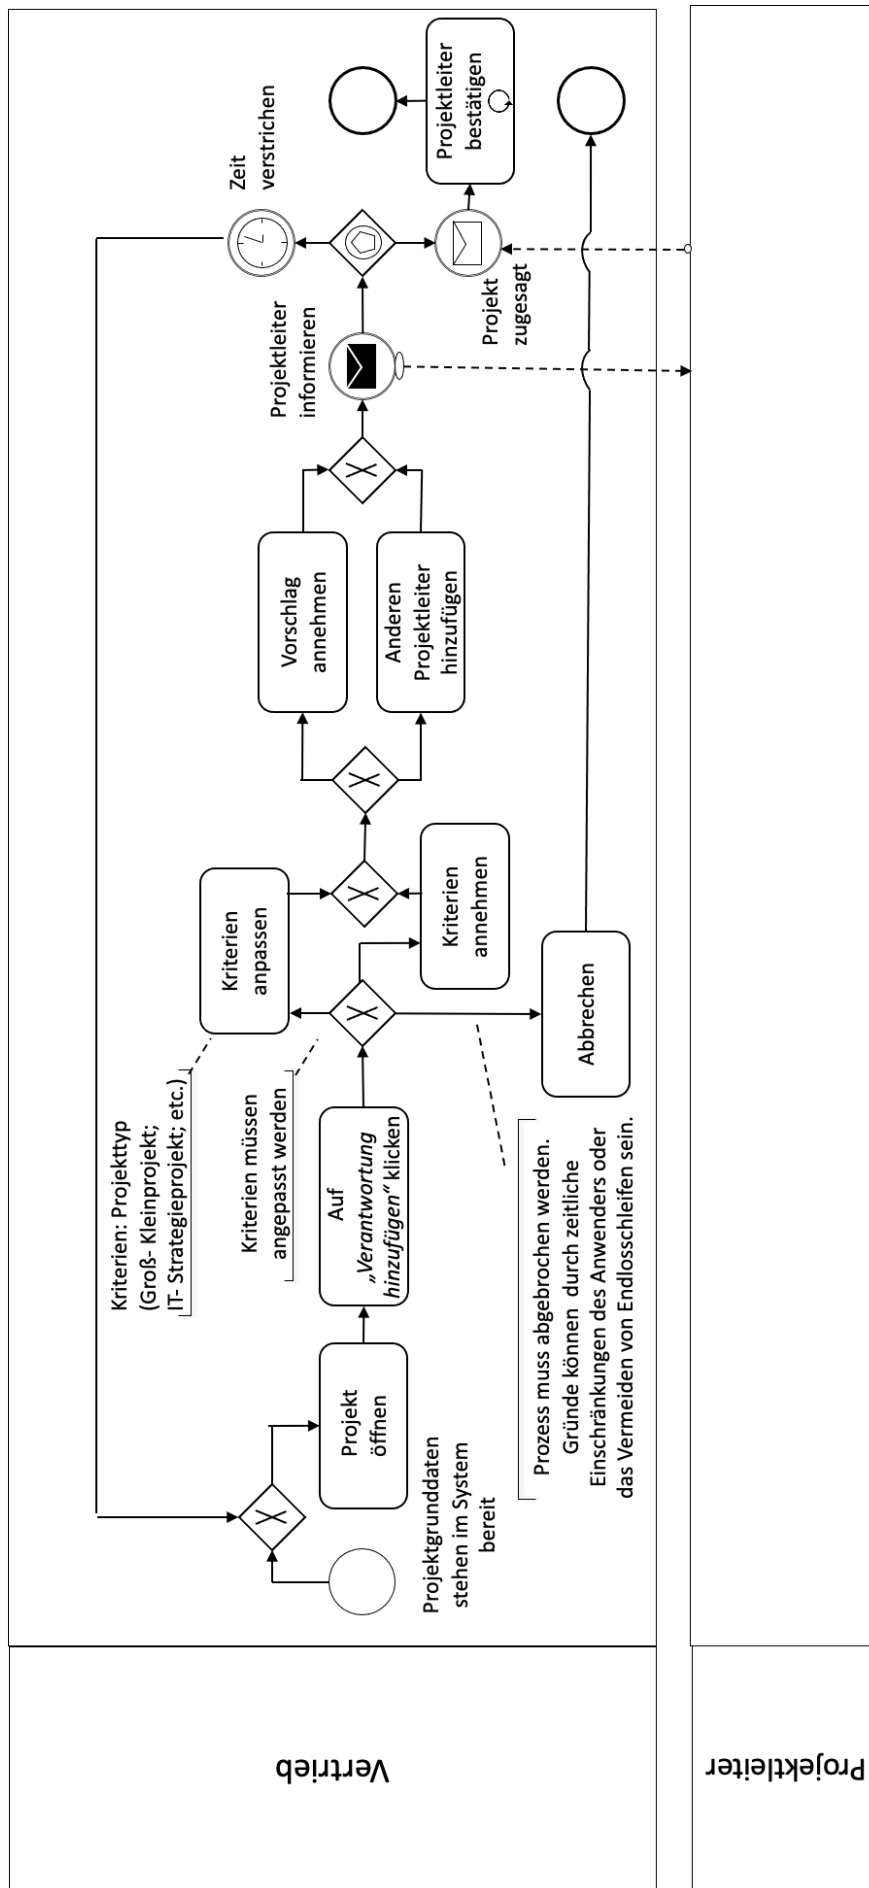 Vertrieb
Projektleiter
Projektgrunddaten
stehen im System
bereit
Projekt
öffnen
Auf
„Verantwortung
hinzufügen“ klicken
Kriterien: Projekttyp
(Groß- Kleinprojekt;
IT- Strategieprojekt; etc.)
Kriterien müssen
angepasst werden
Prozess muss abgebrochen werden.
Gründe können  durch zeitliche
Einschränkungen des Anwenders oder
das Vermeiden von Endlosschleifen sein.
Kriterien
anpassen
Kriterien
annehmen
Abbrechen
Vorschlag
annehmen
Anderen
Projektleiter
hinzufügen
Projektleiter
informieren
Zeit
verstrichen
Projekt
zugesagt
Projektleiter
bestätigen